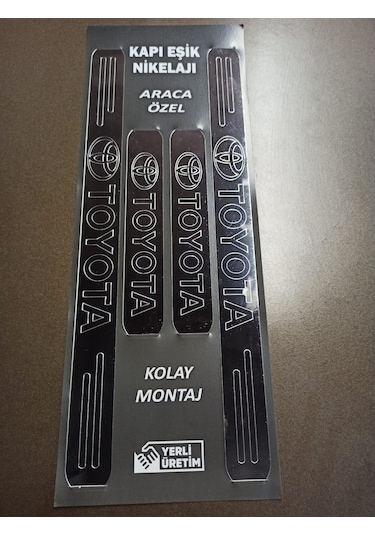 KAPI EŞİK
NİKELAJI
ARACA
ÖZEL
TOYOTA
TOYOTA
TOYOTA
TOYOTA
KOLAY
MONTAJ
YERLİ
ÜRETİM